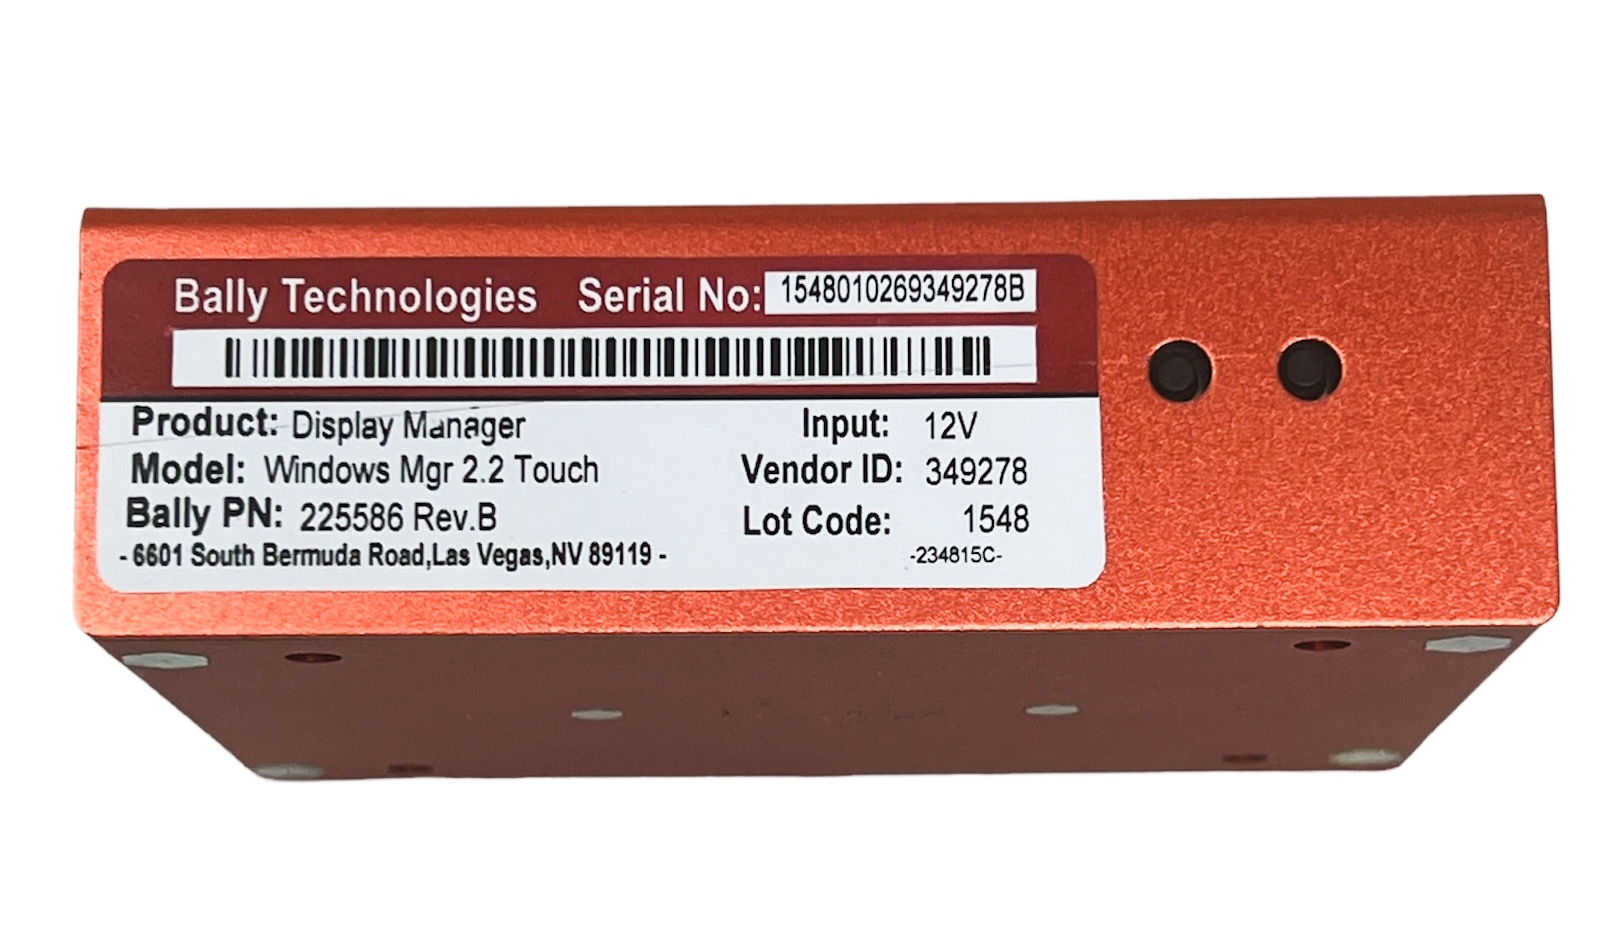 Bally Technologies Serial No: 1548010269349278B
Product: Display Manager Input: 12V
Model: Windows Mgr 2.2 Touch Vendor ID: 349278
Bally PN: 225586 Rev.B Lot Code: 1548
- 6601 South Bermuda Road,Las Vegas,NV 89119 - -234815C-